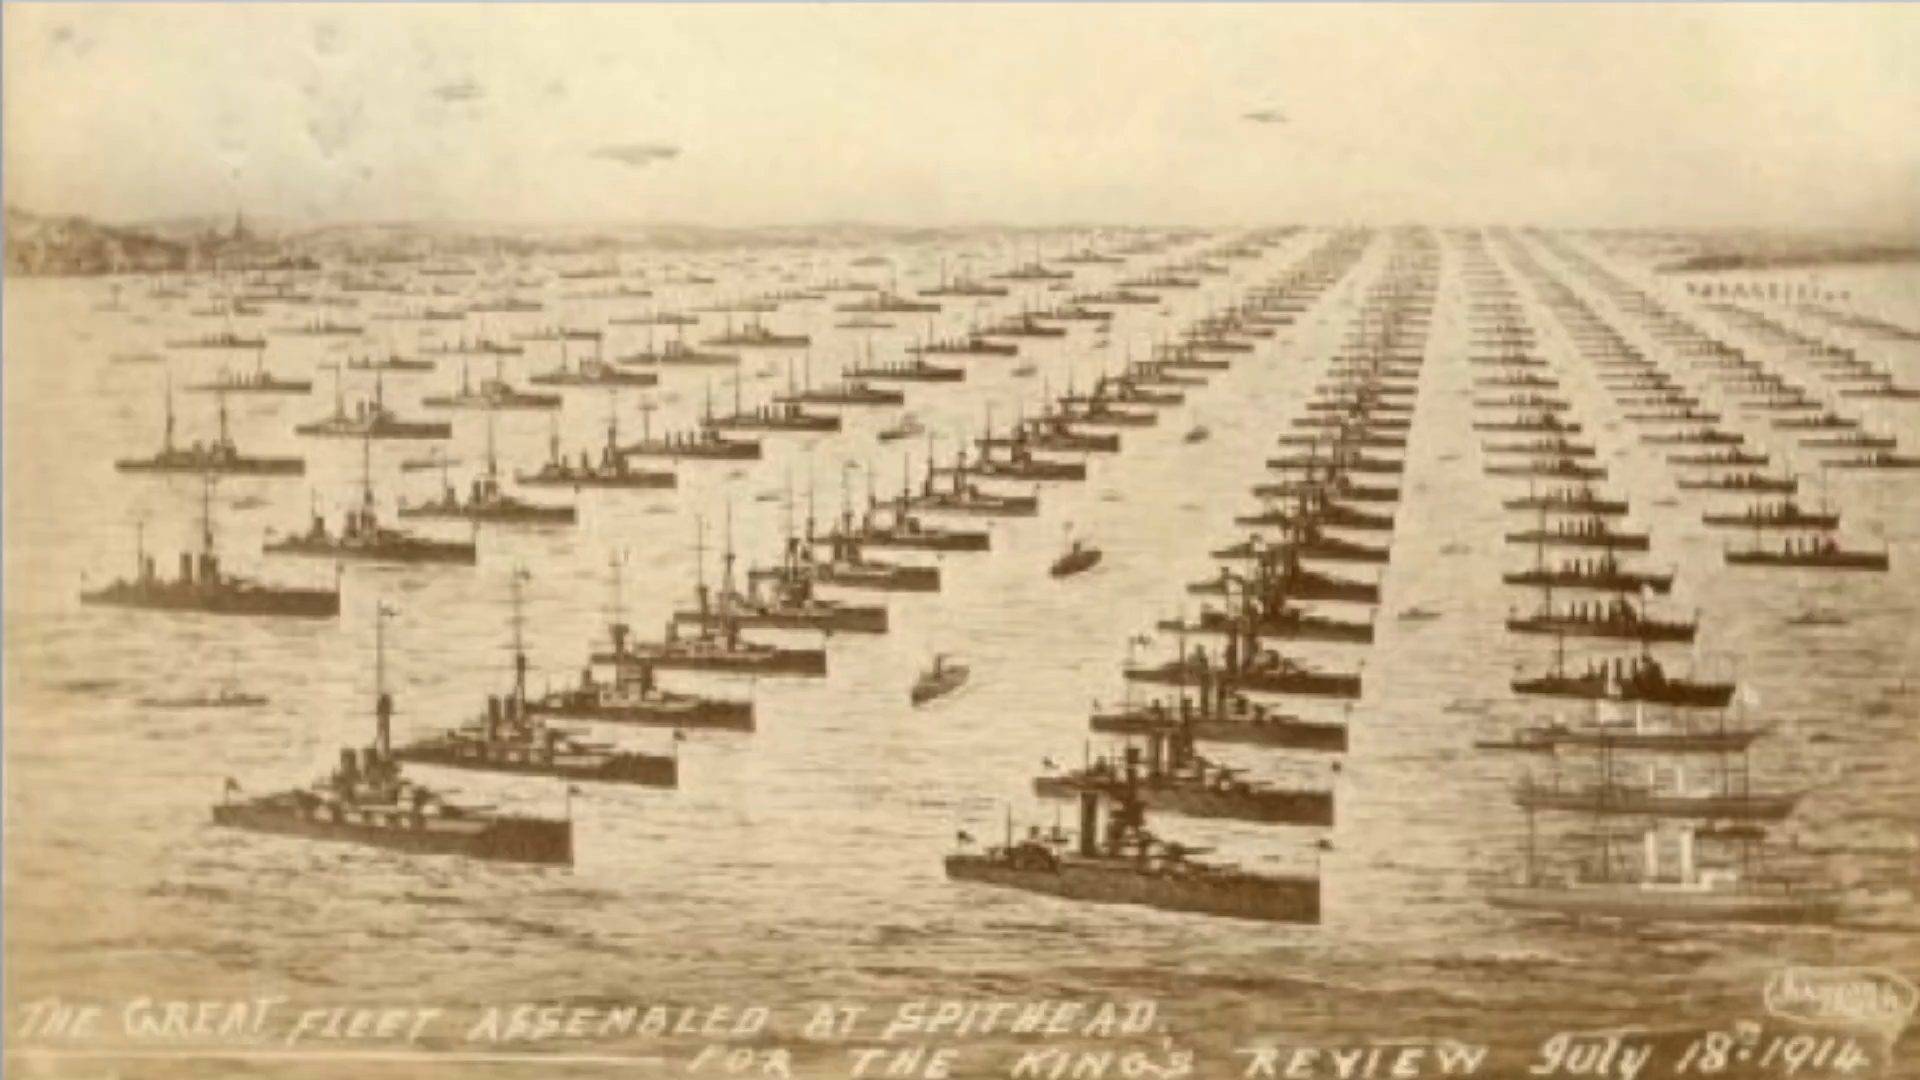 THE GREAT FLEET ASSEMBLED AT SPITHEAD.
FOR THE KING'S REVIEW July 18th 1914